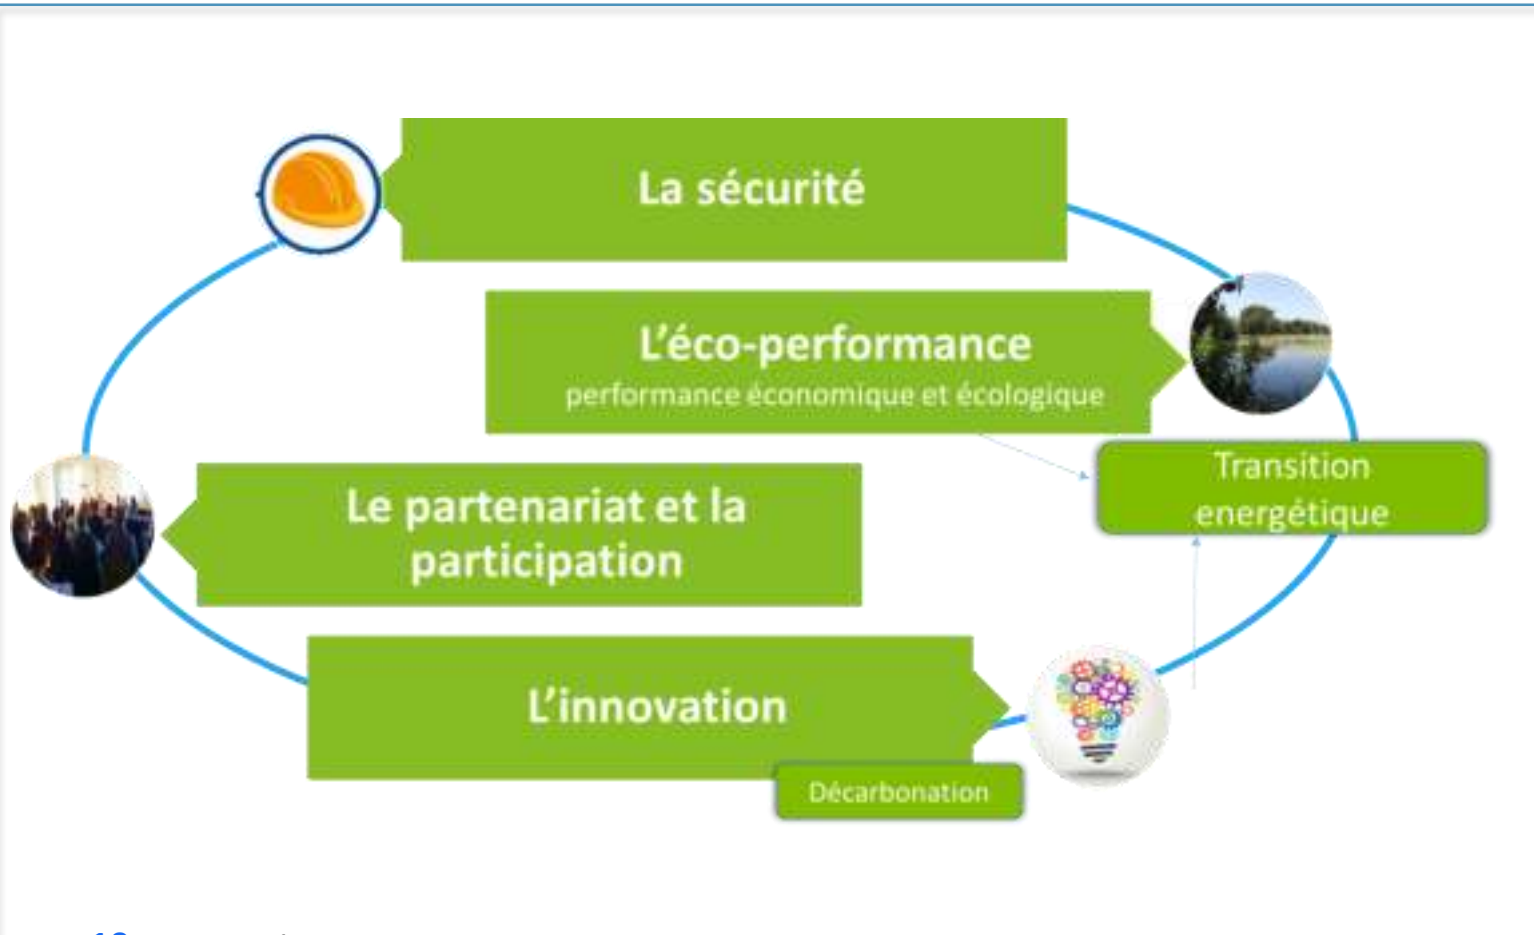 La sécurité
L'éco-performance
performance économique et écologique
Transition
energétique
Le partenariat et la
participation
L'innovation
Décarbonation